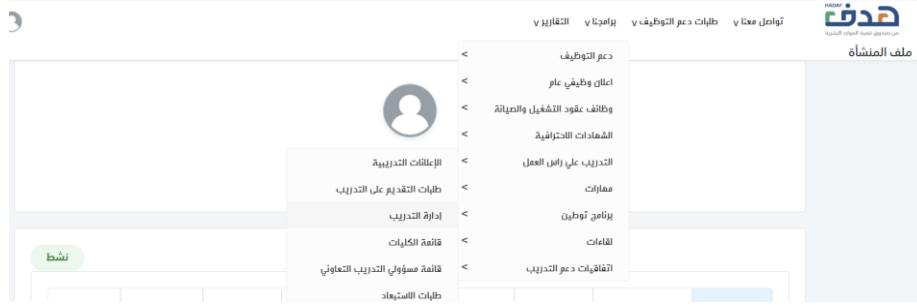 HADAF
هدف
من صندوق تنمية الموارد البشرية
تواصل معنا v طلبات دعم التوظيف v برامجنا v التقارير v
ملف المنشأة
دعم التوظيف >
اعلان وظيفي عام >
وظائف عقود التشغيل والصيانة >
الشهادات الاحترافية >
التدريب علي راس العمل >
مهارات >
برنامج توطين >
لقاءات >
اتفاقيات دعم التدريب >
الإعلانات التدريبية
طلبات التقديم على التدريب
إدارة التدريب
قائمة الكليات
قائمة مسؤولي التدريب التعاوني
طلبات الاستبعاد
نشط